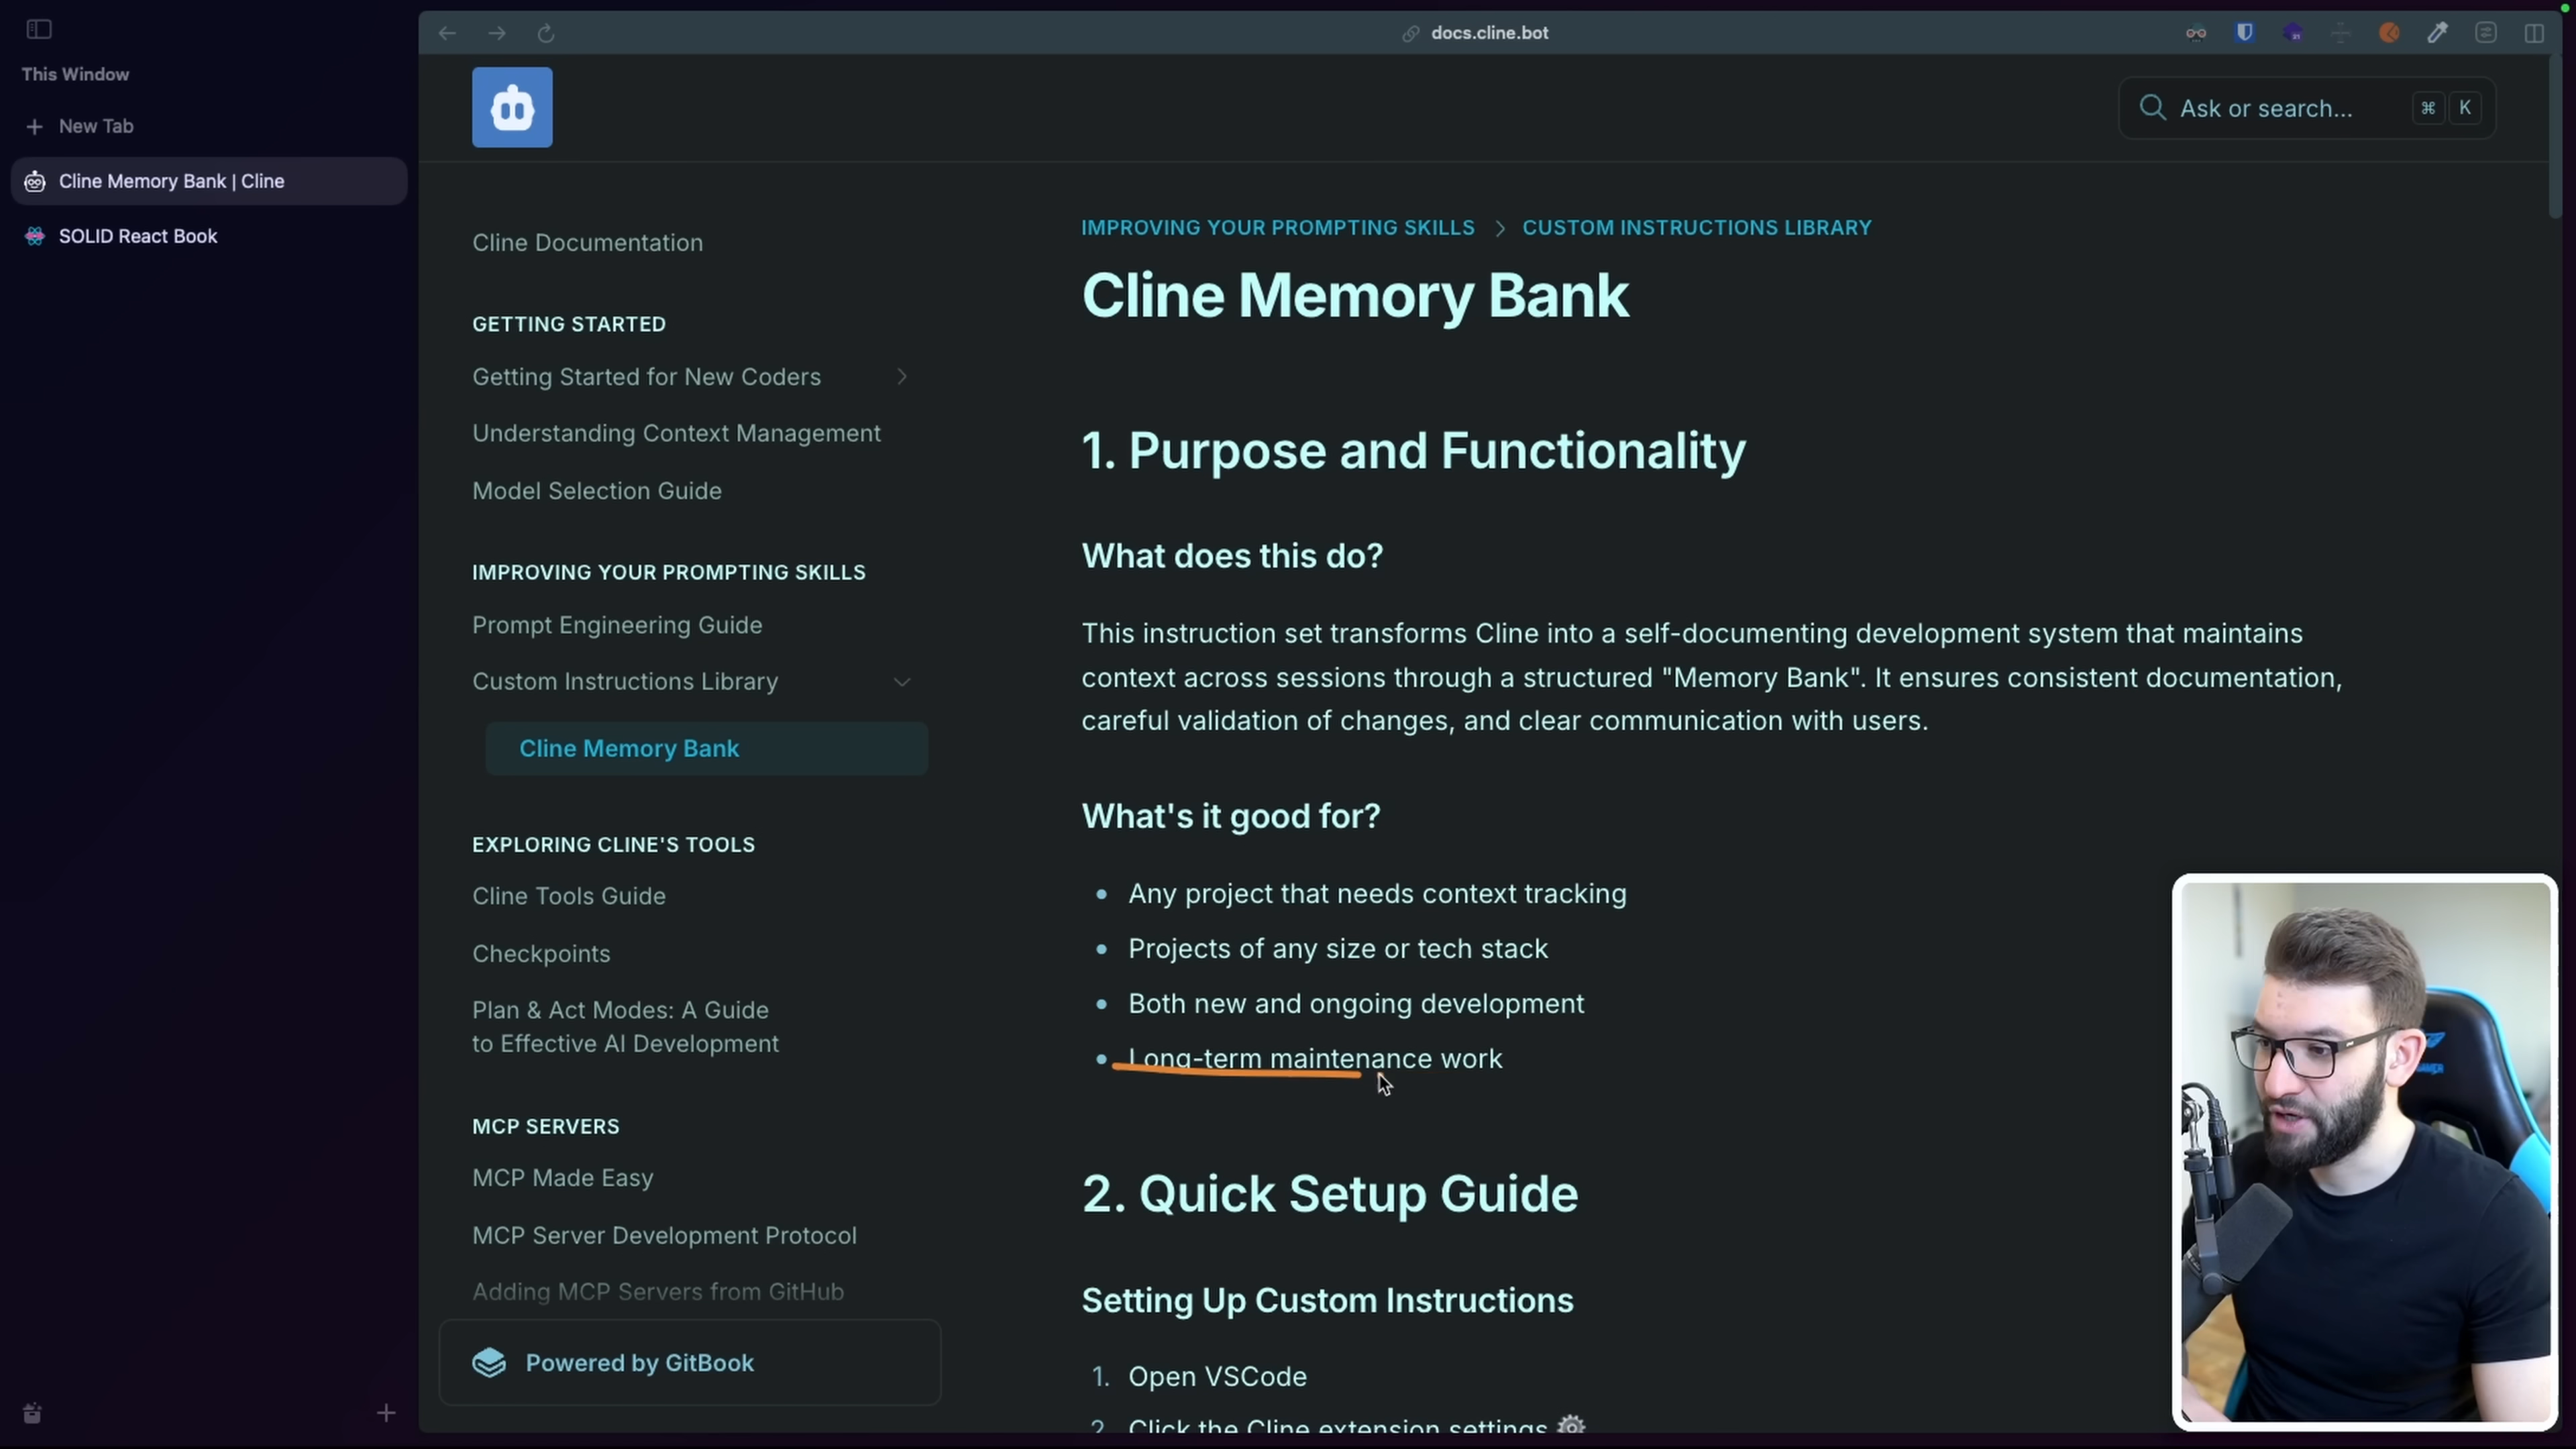 docs.cline.bot
This Window
New Tab
Cline Memory Bank | Cline
SOLID React Book
Ask or search...
⌘ K
Cline Documentation
GETTING STARTED
Getting Started for New Coders
Understanding Context Management
Model Selection Guide
IMPROVING YOUR PROMPTING SKILLS
Prompt Engineering Guide
Custom Instructions Library
Cline Memory Bank
EXPLORING CLINE'S TOOLS
Cline Tools Guide
Checkpoints
Plan & Act Modes: A Guide
to Effective AI Development
MCP SERVERS
MCP Made Easy
MCP Server Development Protocol
Adding MCP Servers from GitHub
Powered by GitBook
IMPROVING YOUR PROMPTING SKILLS > CUSTOM INSTRUCTIONS LIBRARY
Cline Memory Bank
1. Purpose and Functionality
What does this do?
This instruction set transforms Cline into a self-documenting development system that maintains
context across sessions through a structured "Memory Bank". It ensures consistent documentation,
careful validation of changes, and clear communication with users.
What's it good for?
• Any project that needs context tracking
• Projects of any size or tech stack
• Both new and ongoing development
• Long-term maintenance work
2. Quick Setup Guide
Setting Up Custom Instructions
1. Open VSCode
2. Click the Cline extension settings ⚙️